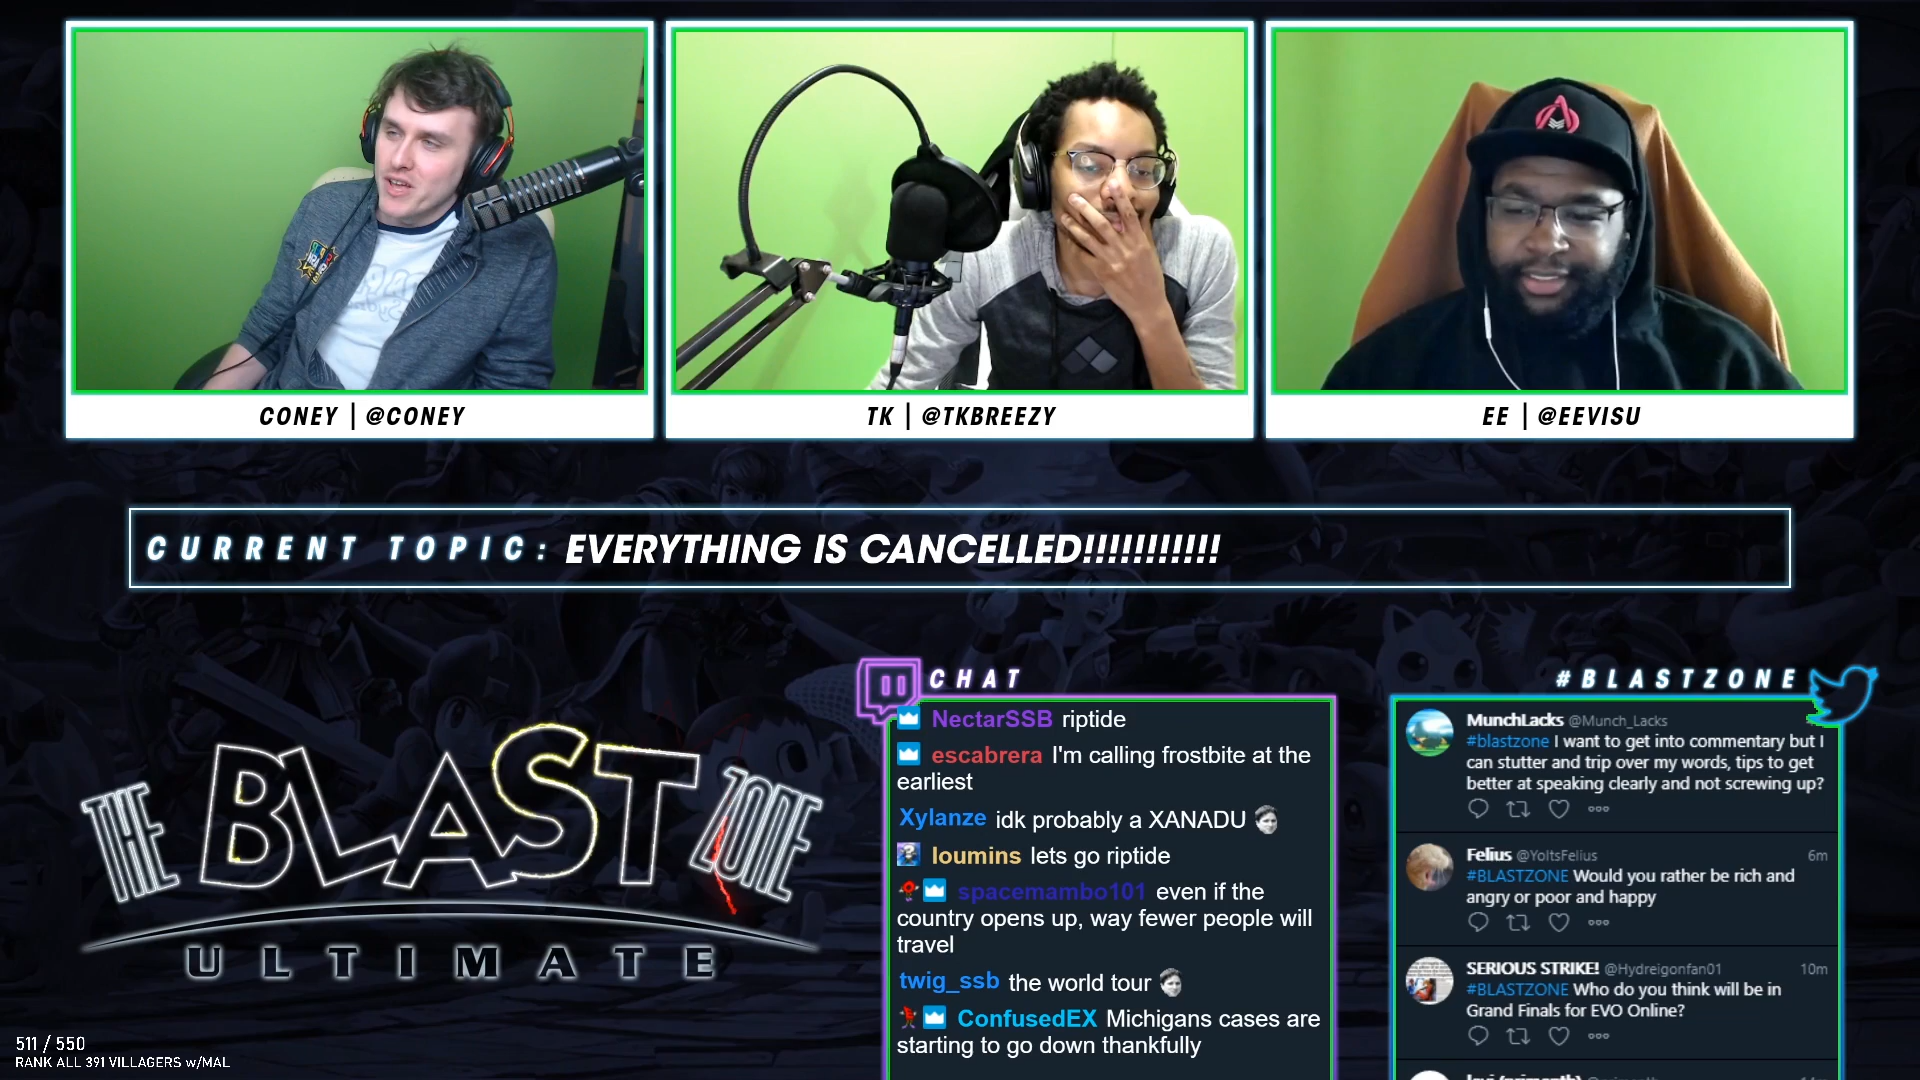 CONEY | @CONEY
TK | @TKBREEZY
EE | @EEVISU
CURRENT TOPIC: EVERYTHING IS CANCELLED!!!!!!!!!!!
THE BLAST ZONE
ULTIMATE
511 / 550
RANK ALL 391 VILLAGERS w/MAL
CHAT
NectarSSB riptide
escabrera I'm calling frostbite at the
earliest
Xylanze idk probably a XANADU
loumins lets go riptide
spacemambo101 even if the
country opens up, way fewer people will
travel
twig_ssb the world tour
ConfusedEX Michigans cases are
starting to go down thankfully
#BLASTZONE
MunchLacks @Munch_Lacks
#blastzone I want to get into commentary but I
can stutter and trip over my words, tips to get
better at speaking clearly and not screwing up?
Felius @YoItsFelius 6m
#BLASTZONE Would you rather be rich and
angry or poor and happy
SERIOUS STRIKE! @Hydreigonfan01 10m
#BLASTZONE Who do you think will be in
Grand Finals for EVO Online?